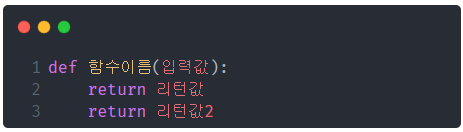 1 def 함수이름(입력값):
2     return 리턴값
3     return 리턴값2